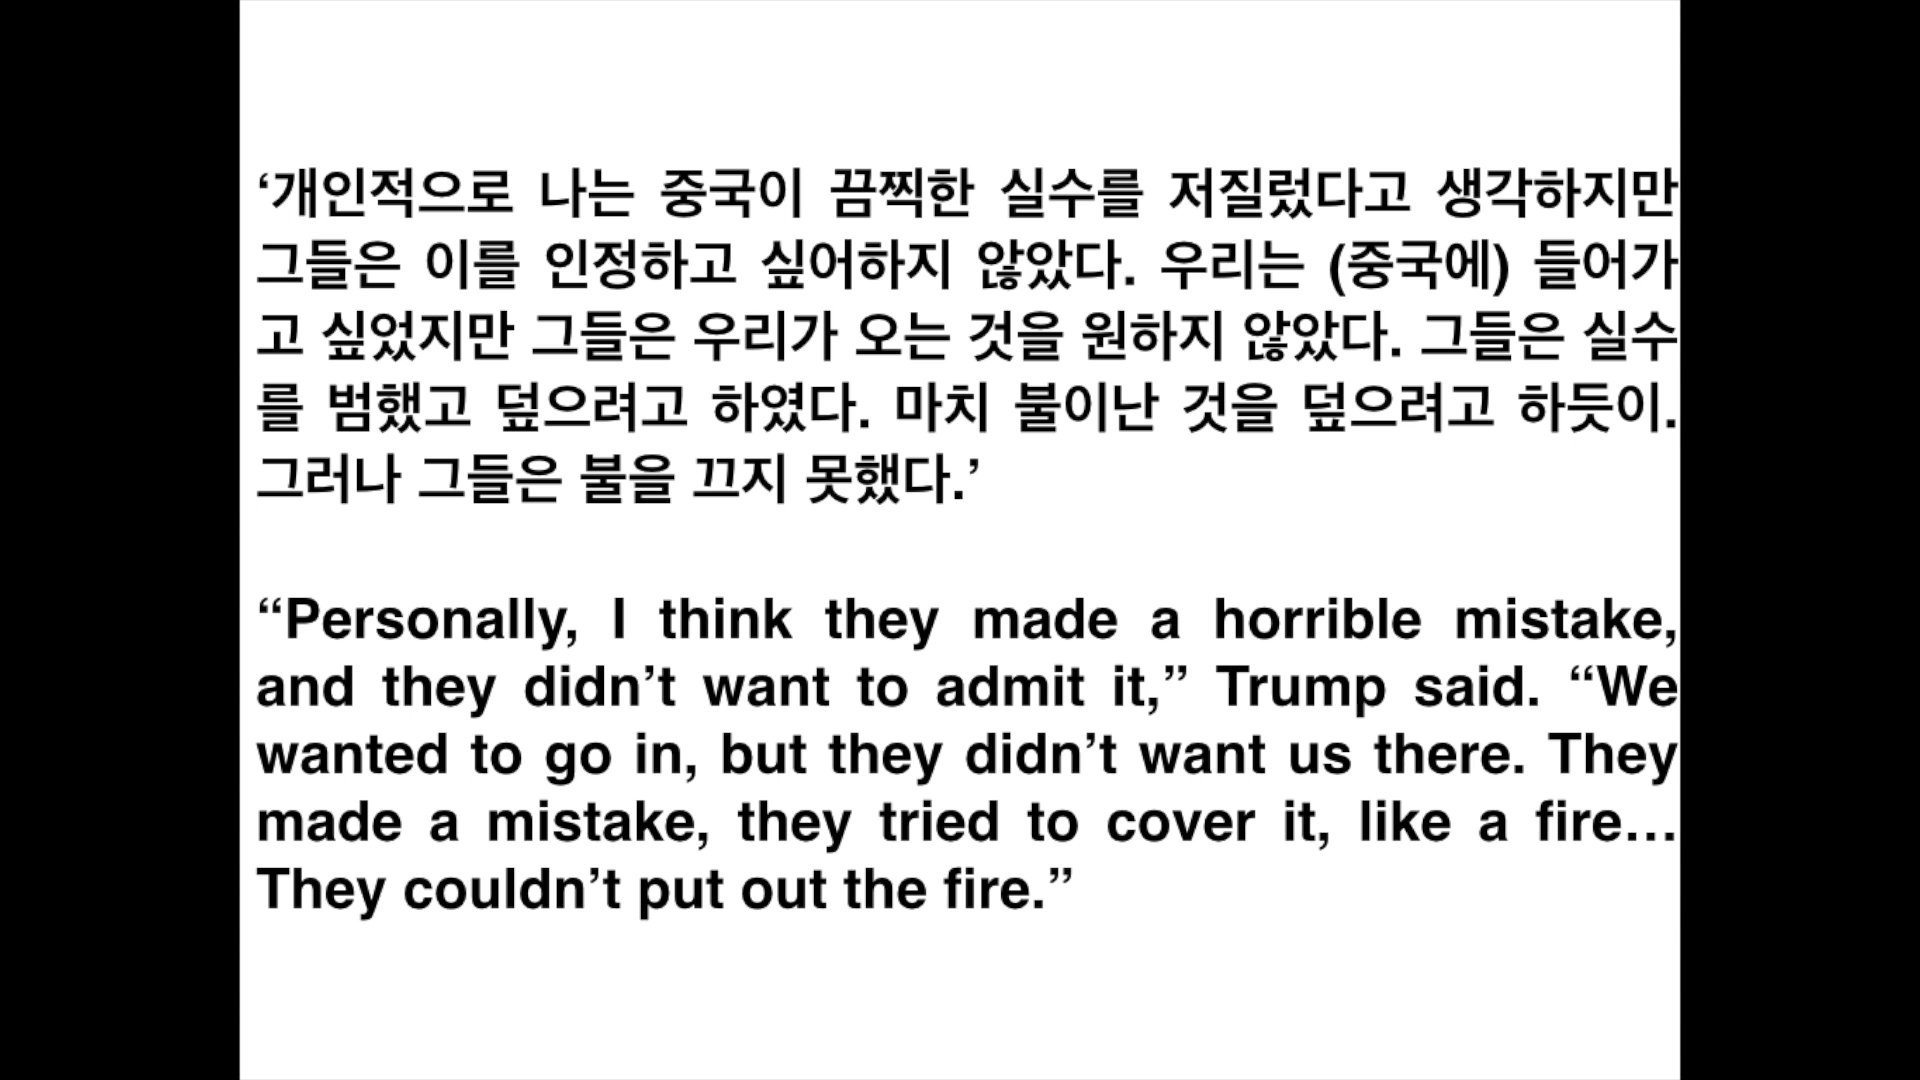 ‘개인적으로 나는 중국이 끔찍한 실수를 저질렀다고 생각하지만
그들은 이를 인정하고 싶어하지 않았다. 우리는 (중국에) 들어가
고 싶었지만 그들은 우리가 오는 것을 원하지 않았다. 그들은 실수
를 범했고 덮으려고 하였다. 마치 불이난 것을 덮으려고 하듯이.
그러나 그들은 불을 끄지 못했다.’
“Personally, I think they made a horrible mistake,
and they didn’t want to admit it,” Trump said. “We
wanted to go in, but they didn’t want us there. They
made a mistake, they tried to cover it, like a fire…
They couldn’t put out the fire.”